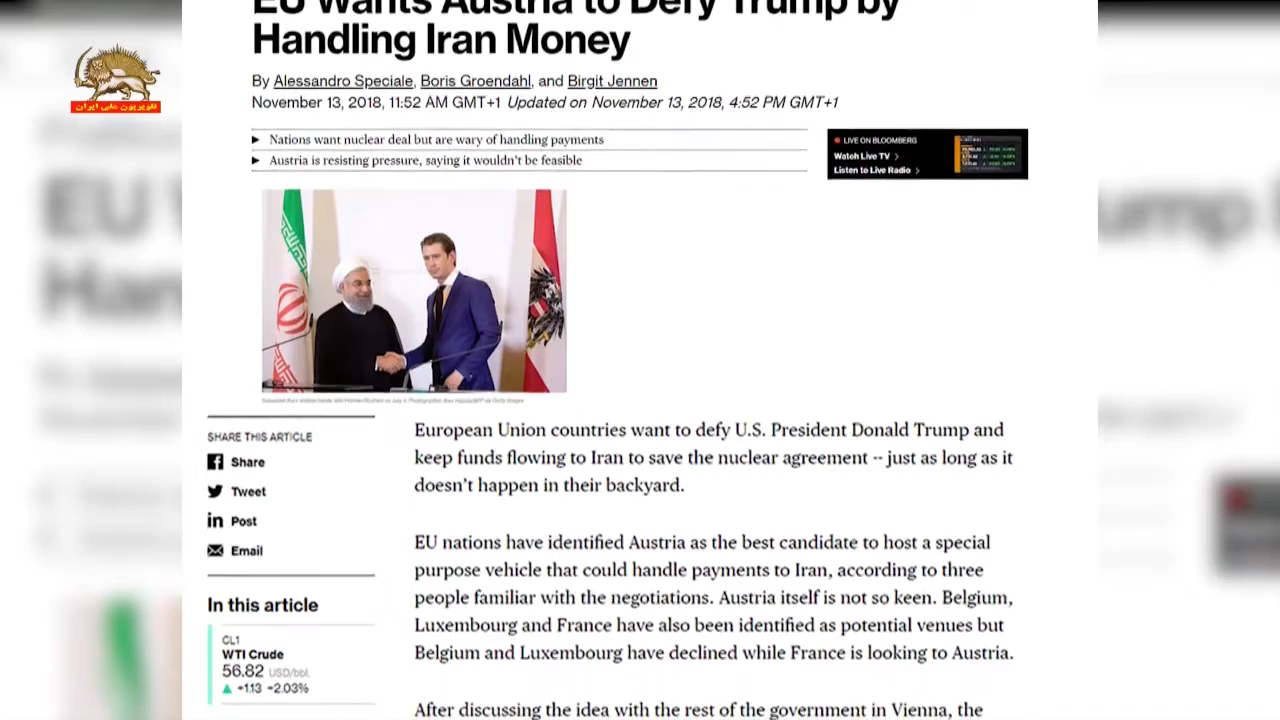 EU Wants Austria to Defy Trump by
Handling Iran Money
تلویزیون ملی ایران
By Alessandro Speciale, Boris Groendahl, and Birgit Jennen
November 13, 2018, 11:52 AM GMT+1 Updated on November 13, 2018, 4:52 PM GMT+1
► Nations want nuclear deal but are wary of handling payments
► Austria is resisting pressure, saying it wouldn't be feasible
LIVE ON BLOOMBERG
Watch Live TV >
Listen to Live Radio >
SHARE THIS ARTICLE
Share
Tweet
in Post
Email
In this article
CL1
WTI Crude
56.82 USD/bbl.
▲ +1.13 +2.03%
European Union countries want to defy U.S. President Donald Trump and
keep funds flowing to Iran to save the nuclear agreement -- just as long as it
doesn't happen in their backyard.
EU nations have identified Austria as the best candidate to host a special
purpose vehicle that could handle payments to Iran, according to three
people familiar with the negotiations. Austria itself is not so keen. Belgium,
Luxembourg and France have also been identified as potential venues but
Belgium and Luxembourg have declined while France is looking to Austria.
After discussing the idea with the rest of the government in Vienna, the